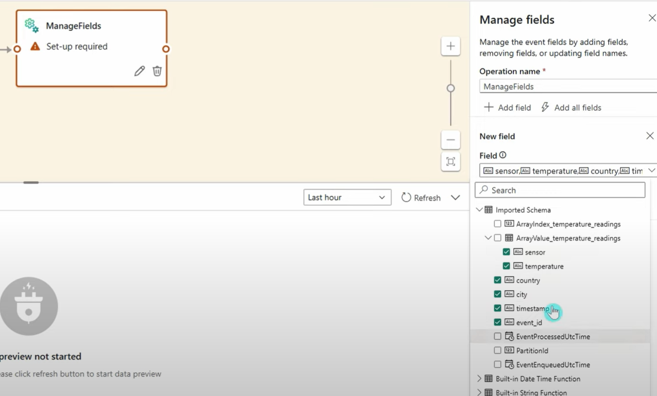 ManageFields
Set-up required
Last hour
Refresh
preview not started
ase click refresh button to start data preview
Manage fields
Manage the event fields by adding fields,
removing fields, or updating field names.
Operation name *
ManageFields
Add field
Add all fields
New field
Field
sensor, temperature, country, tim
Search
Imported Schema
ArrayIndex_temperature_readings
ArrayValue_temperature_readings
sensor
temperature
country
city
timestamp
event_id
EventProcessedUtcTime
PartitionId
EventEnqueuedUtcTime
Built-in Date Time Function
Built-in String Function